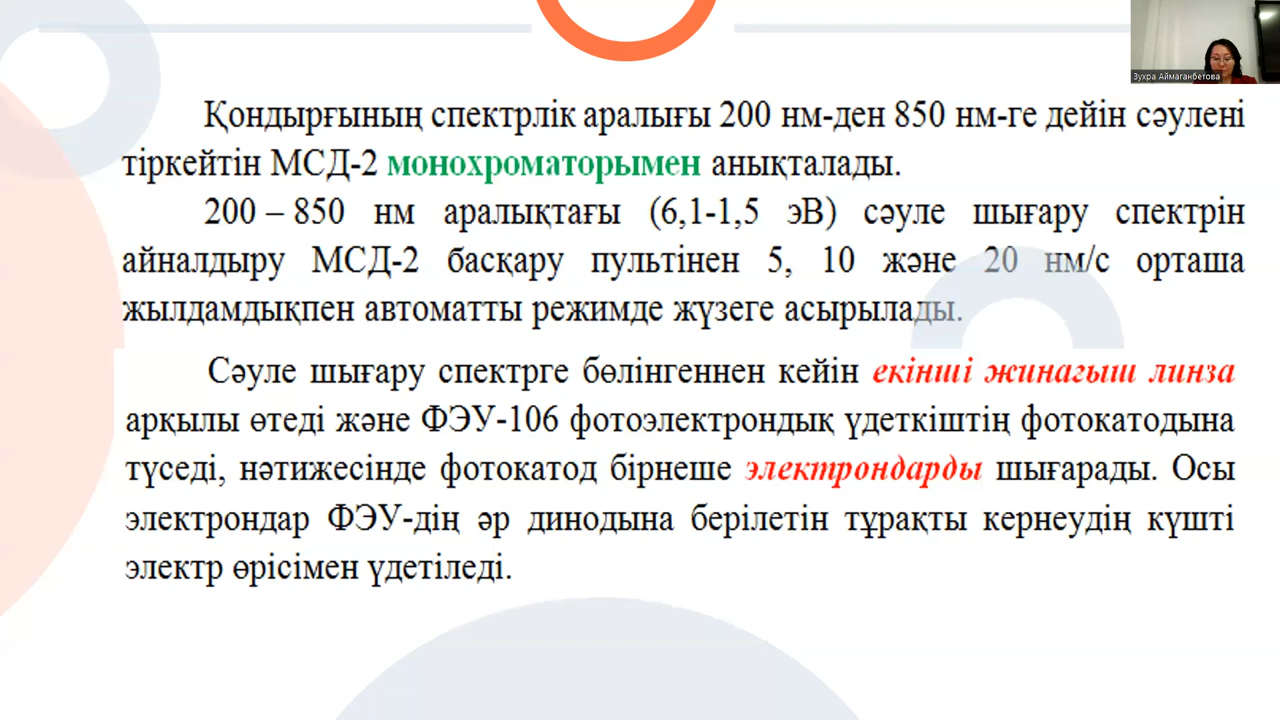 Зухра Аймаганбетова
Қондырғының спектрлік аралығы 200 нм-ден 850 нм-ге дейін сәулені
тіркейтін МСД-2 монохроматорымен анықталады.
200 – 850 нм аралықтағы (6,1-1,5 эВ) сәуле шығару спектрін
айналдыру МСД-2 басқару пультінен 5, 10 және 20 нм/с орташа
жылдамдықпен автоматты режимде жүзеге асырылады.
Сәуле шығару спектрге бөлінгеннен кейін екінші жинағыш линза
арқылы өтеді және ФЭУ-106 фотоэлектрондық үдеткіштің фотокатодына
түседі, нәтижесінде фотокатод бірнеше электрондарды шығарады. Осы
электрондар ФЭУ-дің әр динодына берілетін тұрақты кернеудің күшті
электр өрісімен үдетіледі.